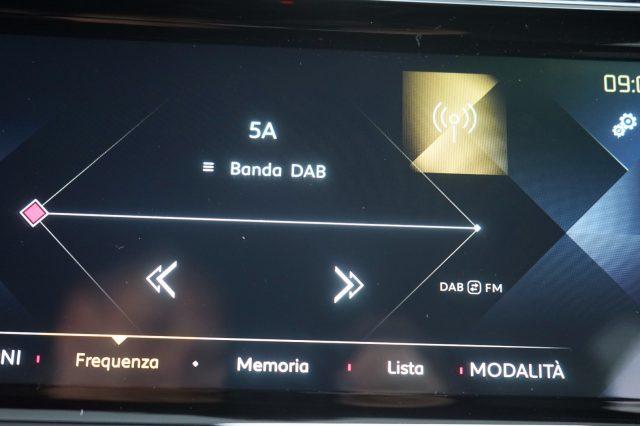 09:0
5A
Banda DAB
DAB FM
NI Frequenza Memoria Lista MODALITÀ